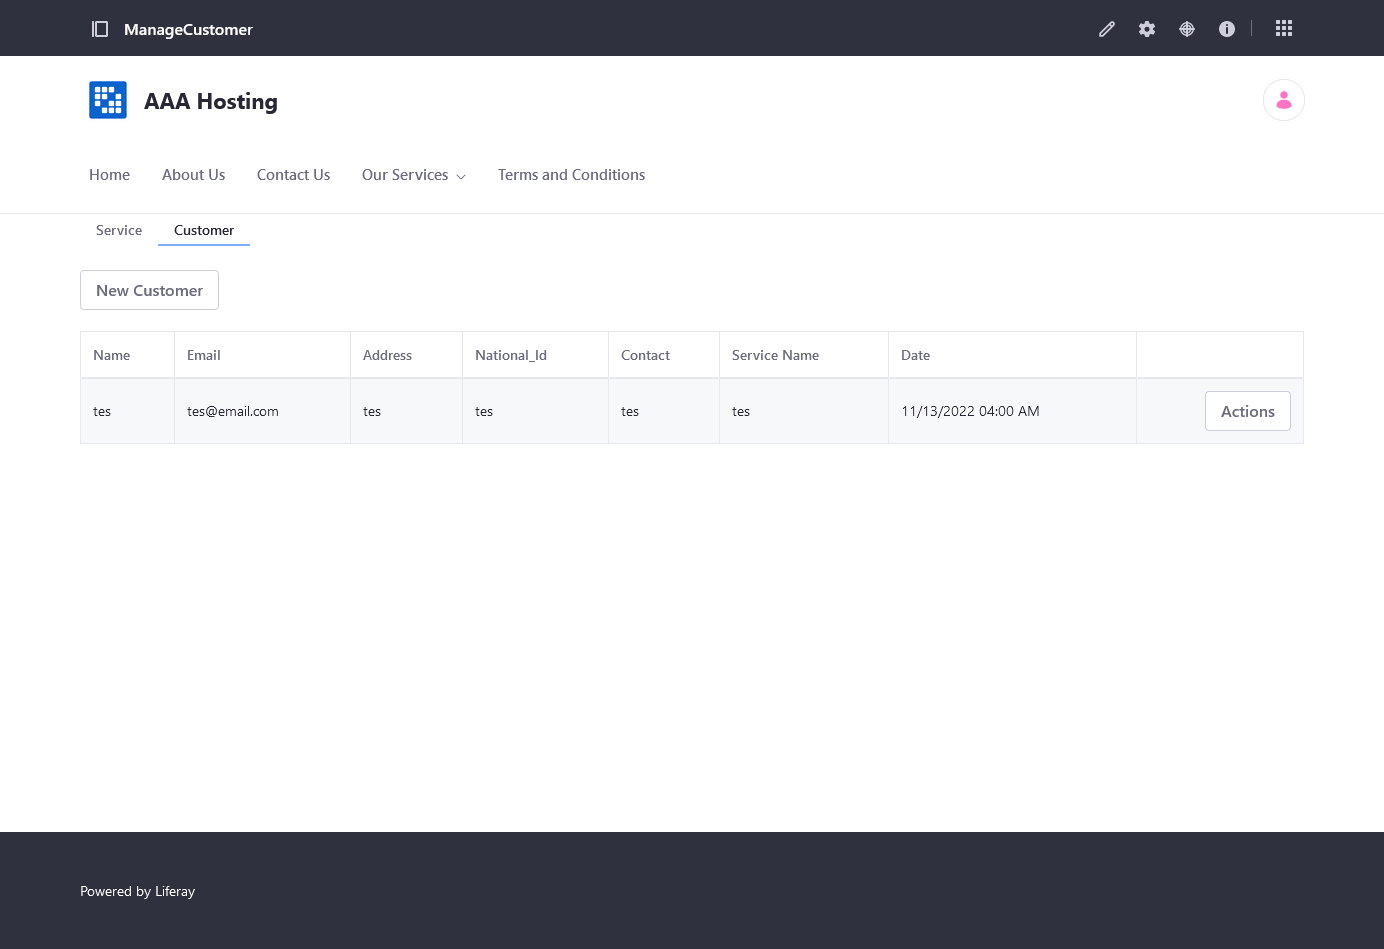 ManageCustomer
AAA Hosting
Home About Us Contact Us Our Services Terms and Conditions
Service Customer
New Customer
Name Email Address National_Id Contact Service Name Date
tes tes@email.com tes tes tes tes 11/13/2022 04:00 AM Actions
Powered by Liferay